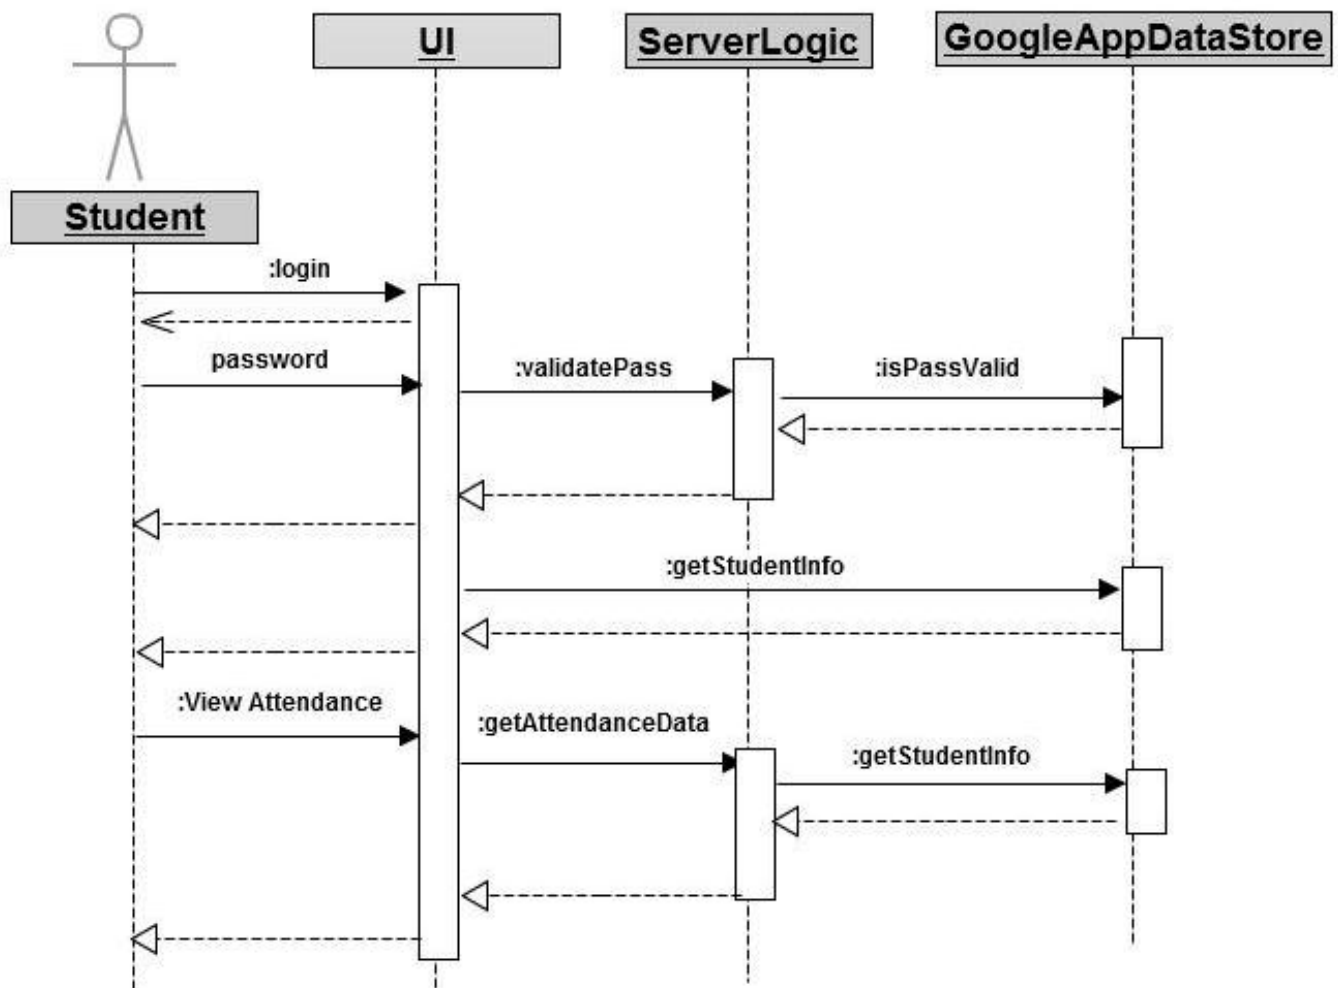 UI
ServerLogic
GoogleAppDataStore
Student
:login
password
:validatePass
:isPassValid
:getStudentInfo
:View Attendance
:getAttendanceData
:getStudentInfo